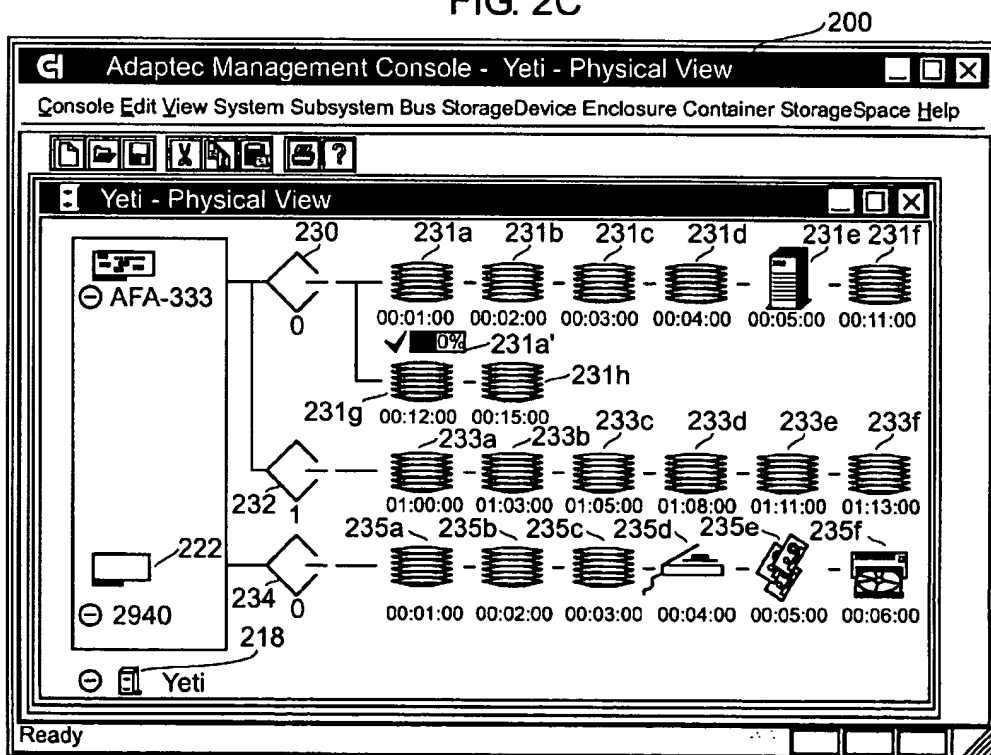 FIG. 2C
200
Adaptec Management Console - Yeti - Physical View
Console Edit View System Subsystem Bus StorageDevice Enclosure Container StorageSpace Help
?
Yeti - Physical View
230 231a 231b 231c 231d 231e 231f
AFA-333
0
00:01:00 00:02:00 00:03:00 00:04:00 00:05:00 00:11:00
0% 231a'
231h
231g 00:12:00 00:15:00
233a 233b 233c 233d 233e 233f
232
01:00:00 01:03:00 01:05:00 01:08:00 01:11:00 01:13:00
1
235a 235b 235c 235d 235e 235f
222
234
0
2940
00:01:00 00:02:00 00:03:00 00:04:00 00:05:00 00:06:00
218
Yeti
Ready